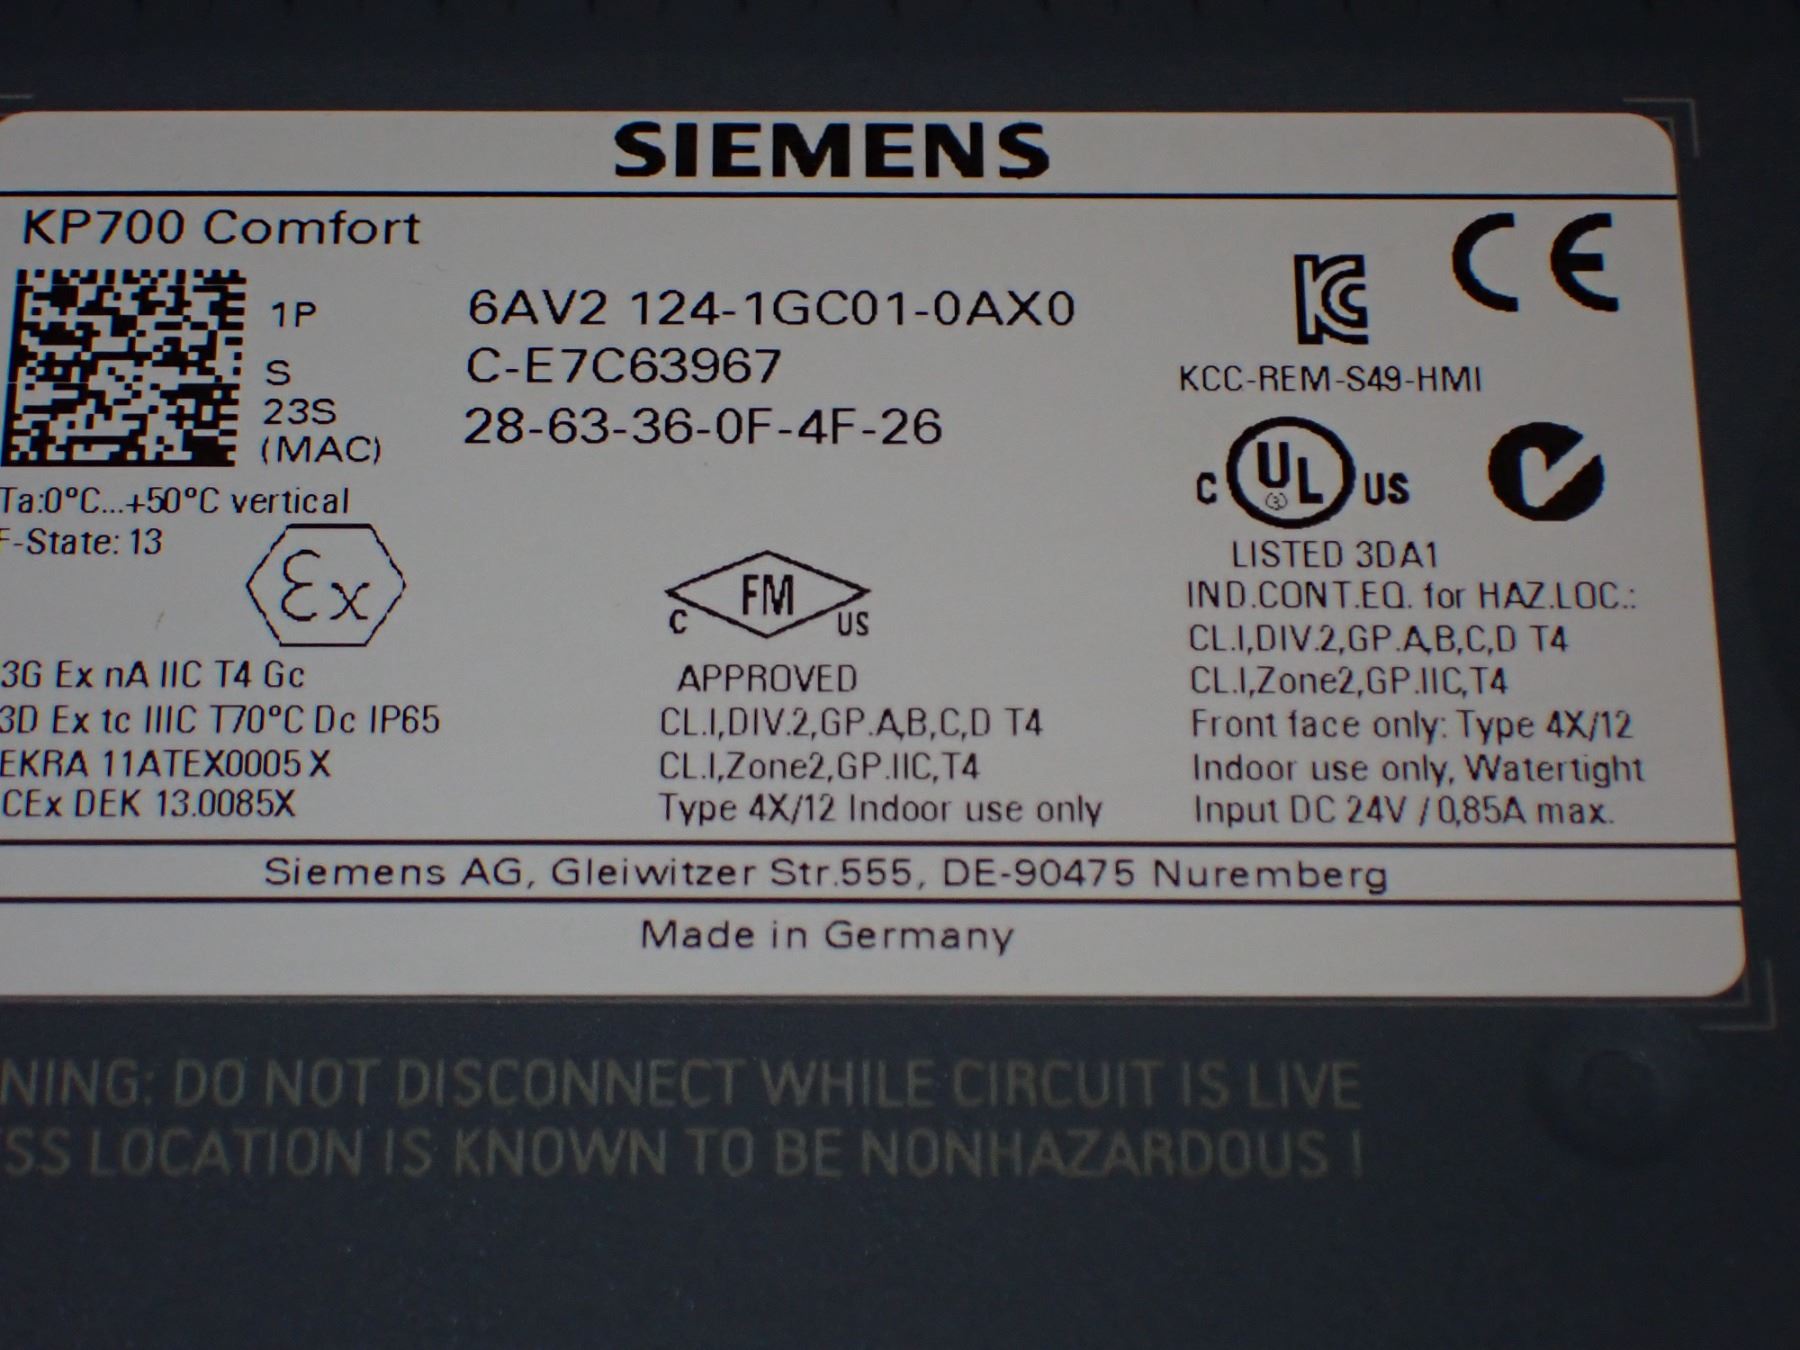 SIEMENS
KP700 Comfort
1P 6AV2 124-1GC01-0AX0
S C-E7C63967
23S 28-63-36-0F-4F-26
(MAC)
KCC-REM-S49-HMI
CE
C UL US
Ta:0°C...+50°C vertical
F-State: 13
Ex
3G Ex nA IIC T4 Gc
3D Ex tc IIIC T70°C Dc IP65
EKRA 11ATEX0005 X
CEx DEK 13.0085X
C FM US
APPROVED
CL.I,DIV.2,GP.A,B,C,D T4
CL.I,Zone2,GP.IIC,T4
Type 4X/12 Indoor use only
LISTED 3DA1
IND.CONT.EQ. for HAZ.LOC.:
CL.I,DIV.2,GP.A,B,C,D T4
CL.I,Zone2,GP.IIC,T4
Front face only: Type 4X/12
Indoor use only, Watertight
Input DC 24V / 0,85A max.
Siemens AG, Gleiwitzer Str.555, DE-90475 Nuremberg
Made in Germany
NING: DO NOT DISCONNECT WHILE CIRCUIT IS LIVE
SS LOCATION IS KNOWN TO BE NONHAZARDOUS !